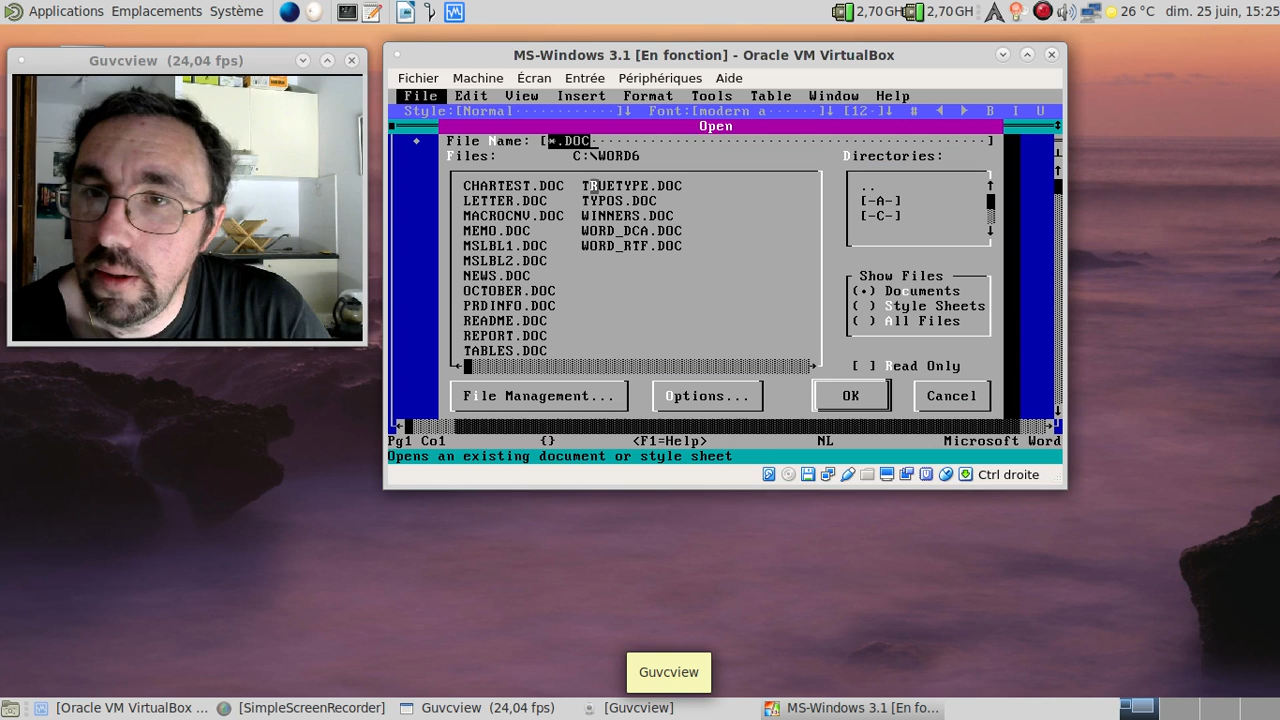 Applications Emplacements Système 2,70 GH 2,70 GH 26 °C dim. 25 juin, 15:25
Guvcview (24,04 fps)
MS-Windows 3.1 [En fonction] - Oracle VM VirtualBox
Fichier Machine Écran Entrée Périphériques Aide
File Edit View Insert Format Tools Table Window Help
Style:[Normal ]↓ Font:[modern a ]↓ [12 ]↓ # B I U
Open
File Name: [*.DOC ]
Files: C:\WORD6 Directories:
CHARTEST.DOC TRUETYPE.DOC ..
LETTER.DOC TYPOS.DOC [-A-]
MACROCNV.DOC WINNERS.DOC [-C-]
MEMO.DOC WORD_DCA.DOC
MSLBL1.DOC WORD_RTF.DOC
MSLBL2.DOC
NEWS.DOC Show Files
OCTOBER.DOC (•) Documents
PRDINFO.DOC ( ) Style Sheets
README.DOC ( ) All Files
REPORT.DOC
TABLES.DOC
[ ] Read Only
File Management... Options... OK Cancel
Pg1 Co1 {} <F1=Help> NL Microsoft Word
Opens an existing document or style sheet
Ctrl droite
Guvcview
[Oracle VM VirtualBox ... [SimpleScreenRecorder] Guvcview (24,04 fps) [Guvcview] MS-Windows 3.1 [En fo...